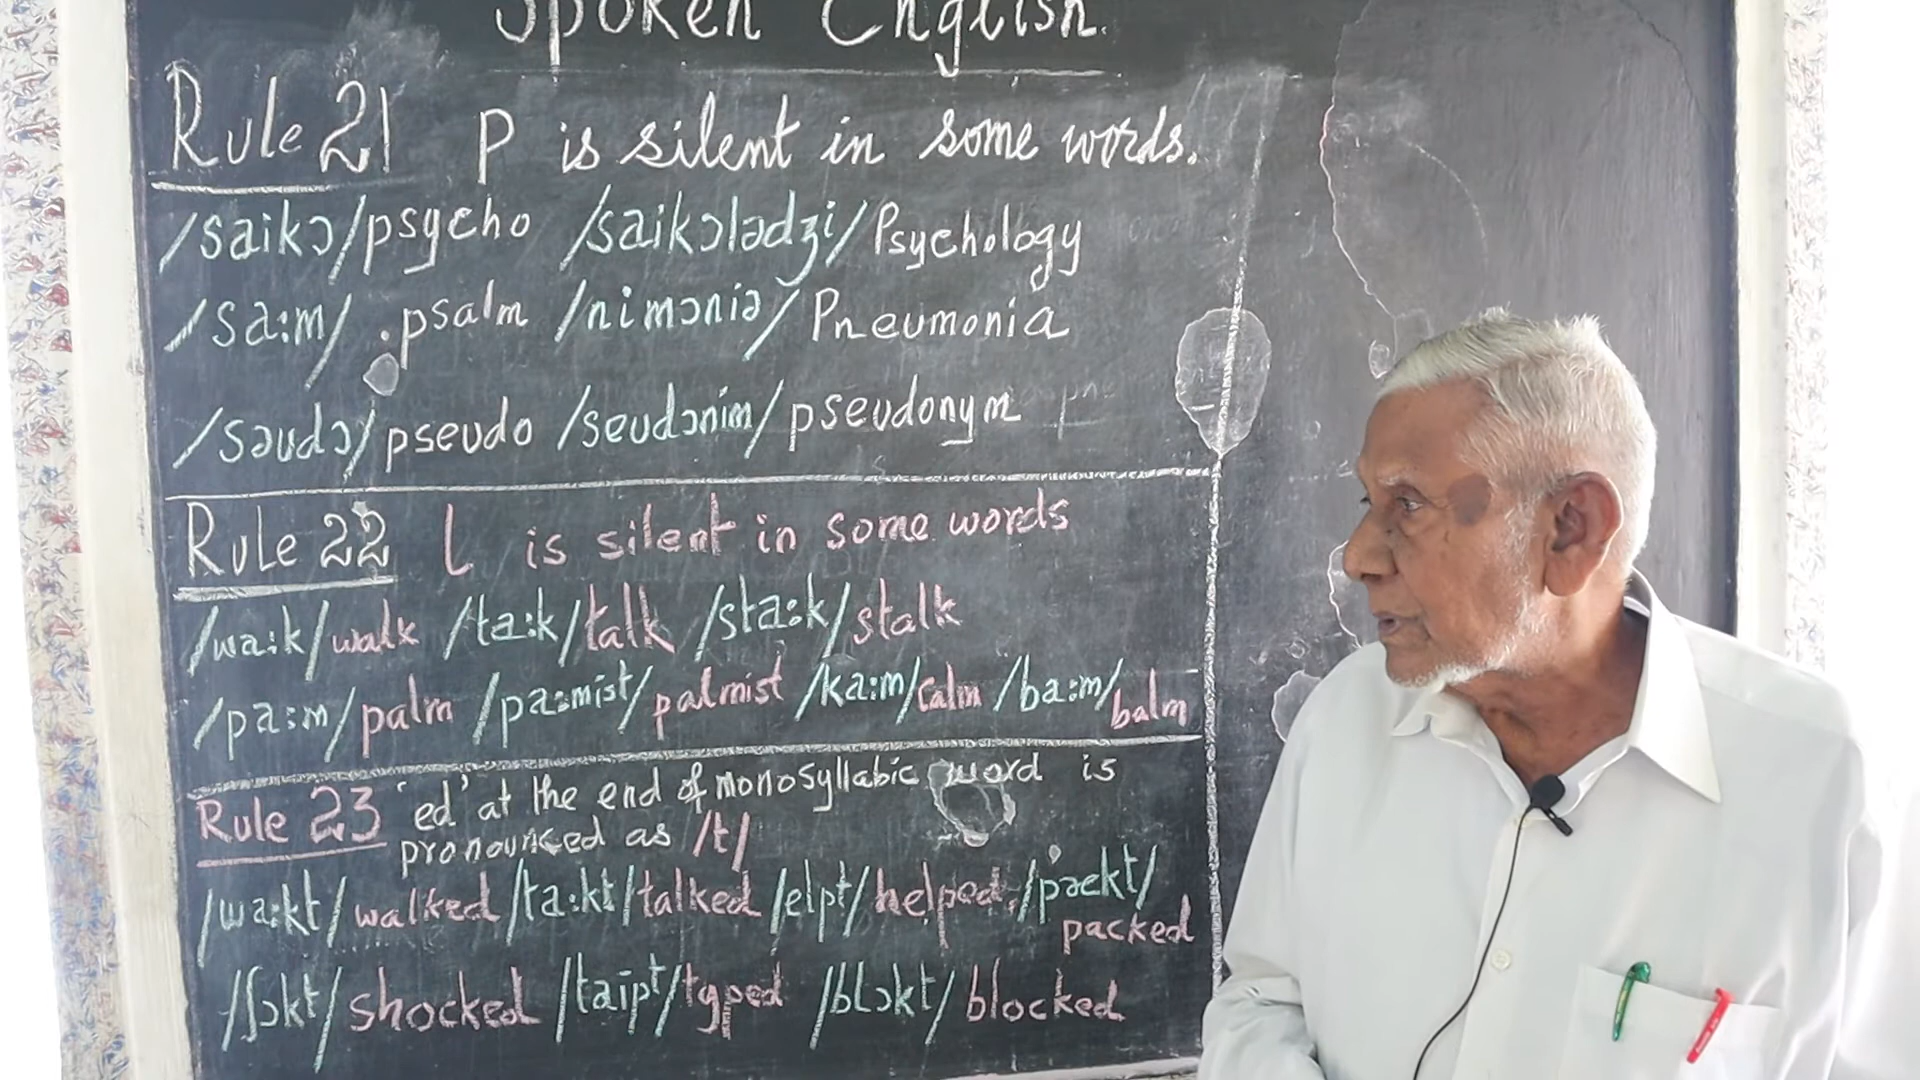 Spoken English.
Rule 21 P is silent in some words.
/saikɔ/psycho /saikɔlədʒi/Psychology
/sa:m/ psalm /nimɔniə/Pneumonia
/səudɔ/pseudo /seudɔnim/pseudonym
Rule 22 l is silent in some words
/wa:k/walk /ta:k/talk /sta:k/stalk
/pa:m/palm /pa:mist/palmist /ka:m/calm /ba:m/balm
Rule 23 'ed' at the end of monosyllabic word is
pronounced as /t/
/wa:kt/walked /ta:kt/talked /elpt/helped /pəekt/
packed
/ʃɔkt/shocked /taipt/typed /blɔkt/blocked